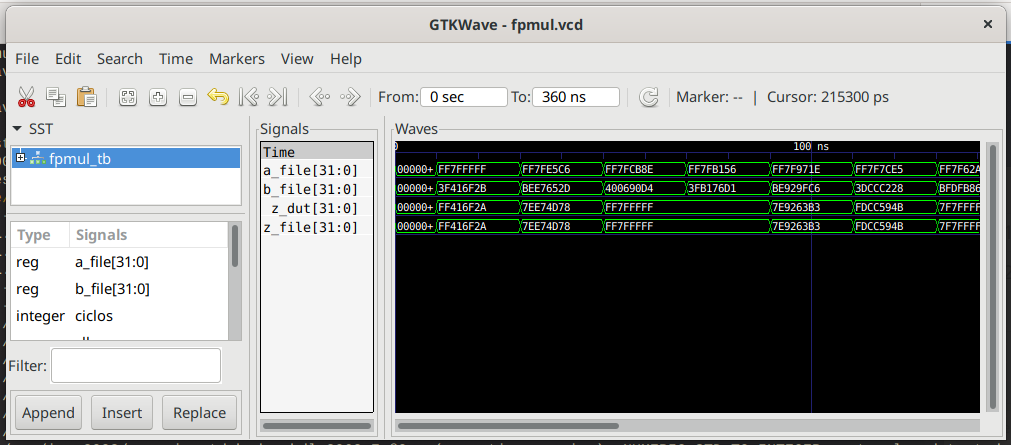 GTKWave - fpmul.vcd ×
File Edit Search Time Markers View Help
From: 0 sec To: 360 ns Marker: -- | Cursor: 215300 ps
SST
fpmul_tb
Type Signals
reg a_file[31:0]
reg b_file[31:0]
integer ciclos
Filter:
Append Insert Replace
Signals
Time
a_file[31:0]
b_file[31:0]
z_dut[31:0]
z_file[31:0]
Waves
0 100 ns
00000+ FF7FFFFF FF7FE5C6 FF7FCB8E FF7FB156 FF7F971E FF7F7CE5 FF7F62A
00000+ 3F416F2B BEE7652D 400690D4 3FB176D1 BE929FC6 3DCCC228 BFDFB86
00000+ FF416F2A 7EE74D78 FF7FFFFF 7E9263B3 FDCC594B 7F7FFFF
00000+ FF416F2A 7EE74D78 FF7FFFFF 7E9263B3 FDCC594B 7F7FFFF